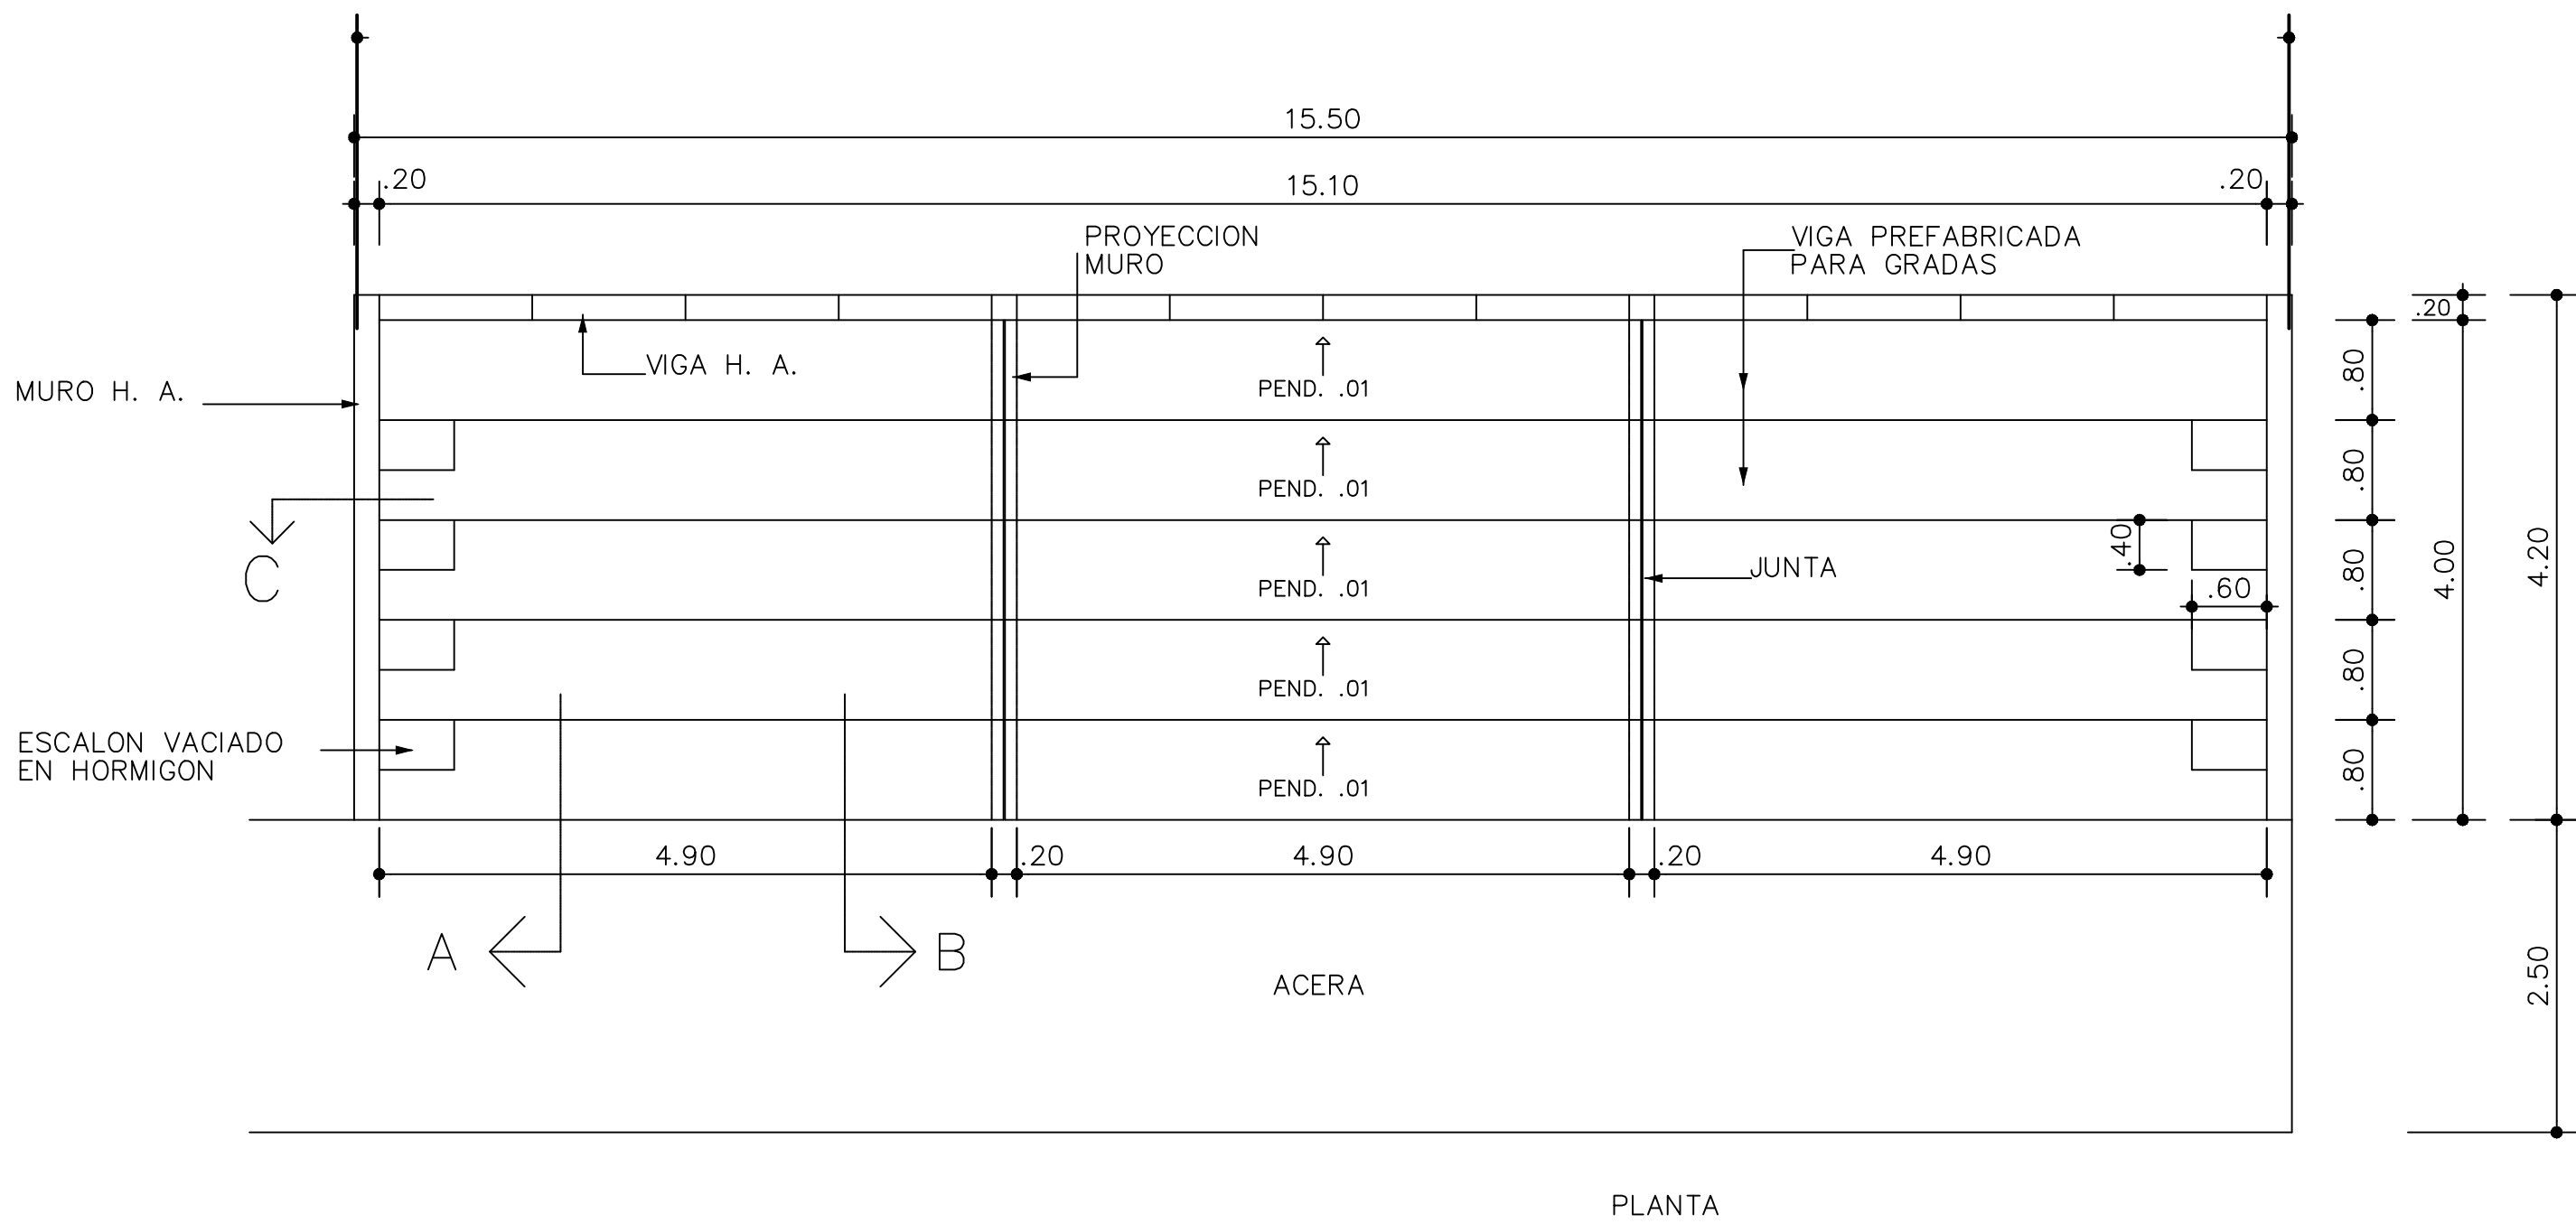 15.50
.20
15.10
.20
PROYECCION
MURO
VIGA PREFABRICADA
PARA GRADAS
.20
VIGA H. A.
MURO H. A.
PEND. .01
.80
PEND. .01
.80
C
JUNTA
.40
.60
PEND. .01
.80
4.00
4.20
PEND. .01
.80
ESCALON VACIADO
EN HORMIGON
PEND. .01
.80
4.90
.20
4.90
.20
4.90
A
B
ACERA
2.50
PLANTA